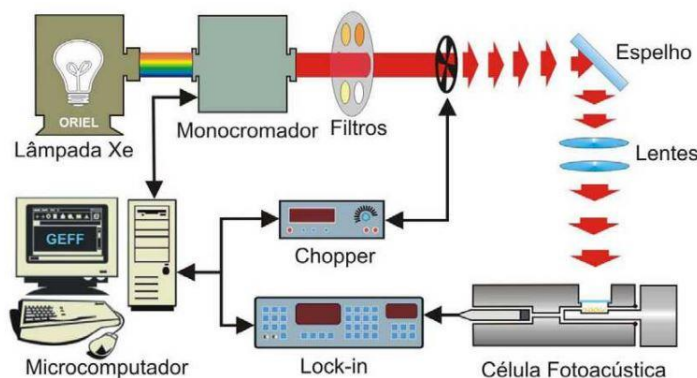 ORIEL
Lâmpada Xe
Monocromador
Filtros
Espelho
Lentes
GEFF
Chopper
Microcomputador
Lock-in
Célula Fotoacústica